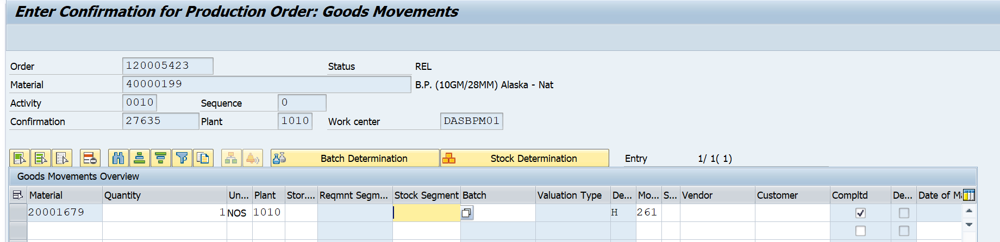 Enter Confirmation for Production Order: Goods Movements
Order 120005423 Status REL
Material 40000199 B.P. (10GM/28MM) Alaska - Nat
Activity 0010 Sequence 0
Confirmation 27635 Plant 1010 Work center DASBPM01
Batch Determination Stock Determination Entry 1/ 1( 1)
Goods Movements Overview
Material Quantity Un... Plant Stor.... Reqmnt Segm... Stock Segment Batch Valuation Type De... Mo... S... Vendor Customer Compltd De... Date of Ma
20001679 1 NOS 1010 H 261